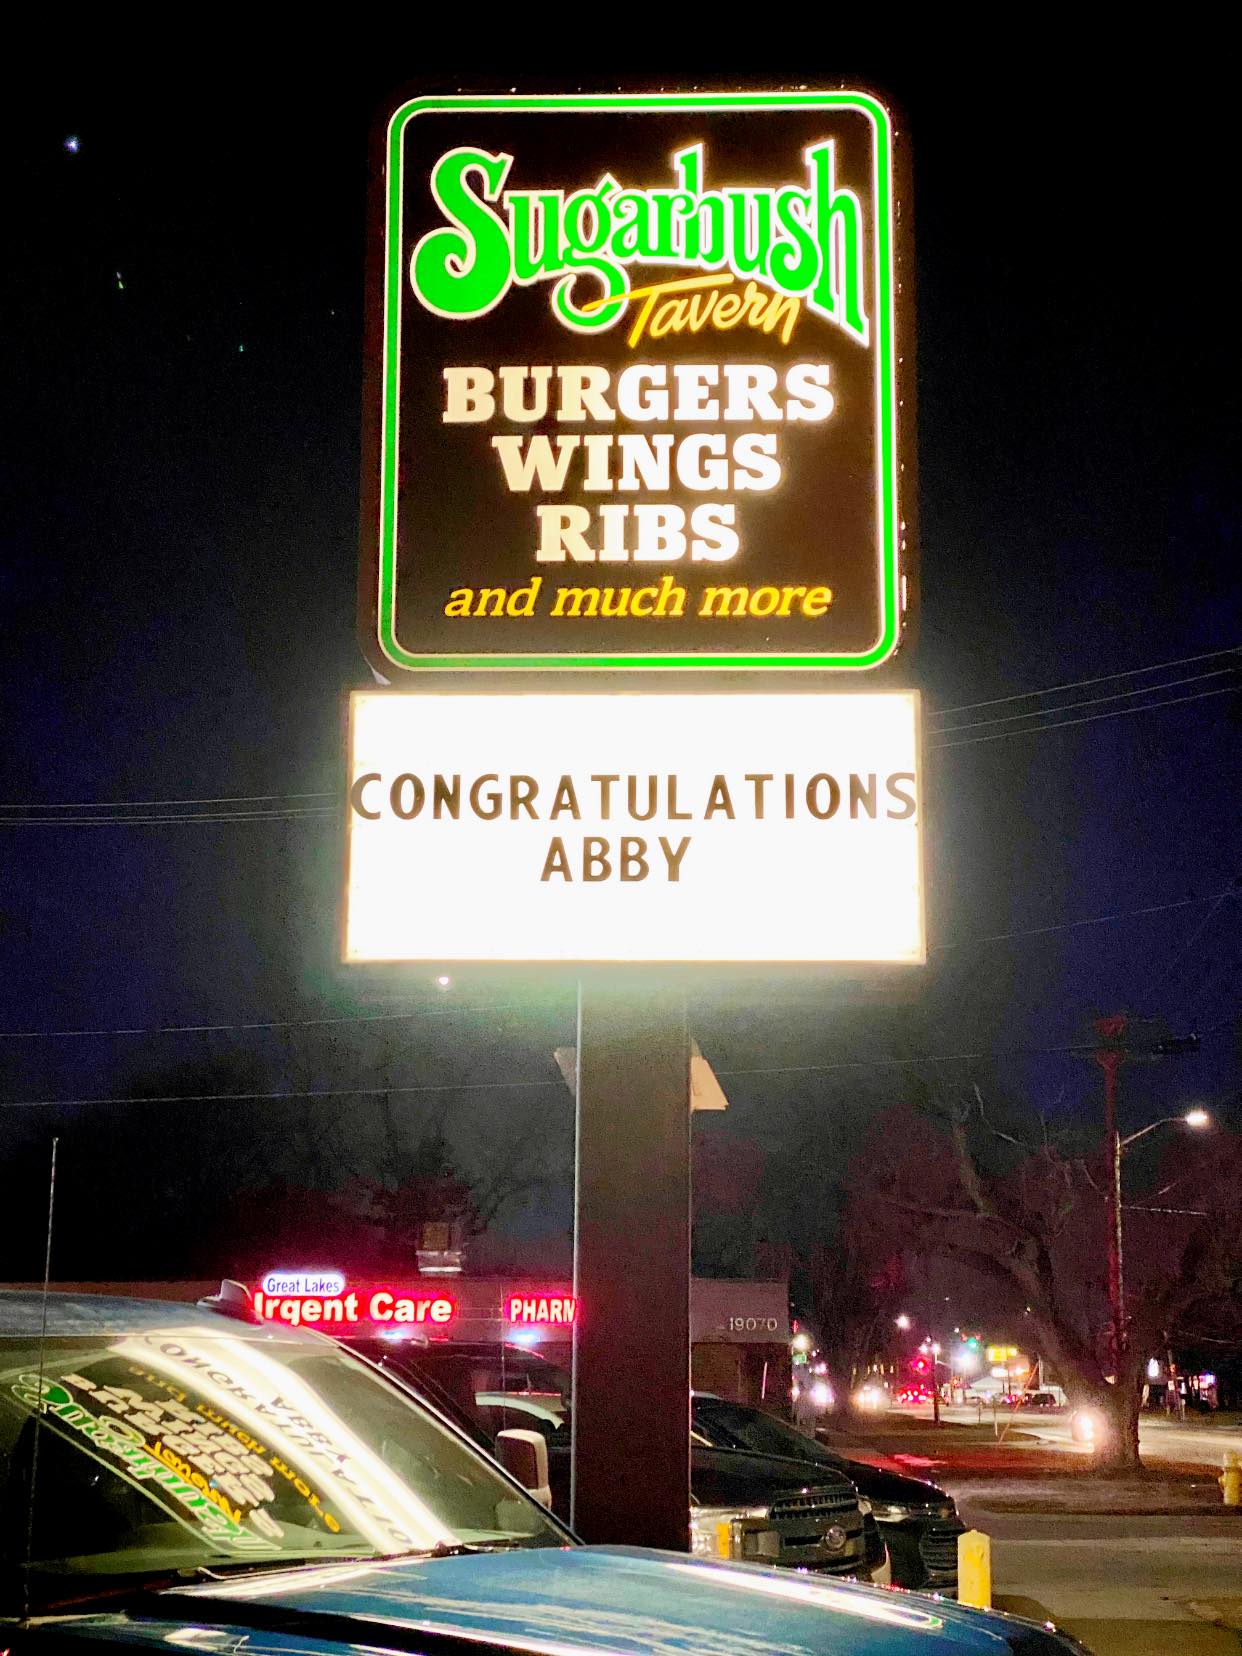 Sugarbush
Tavern
BURGERS
WINGS
RIBS
and much more
CONGRATULATIONS
ABBY
Great Lakes
Urgent Care
PHARM
19070